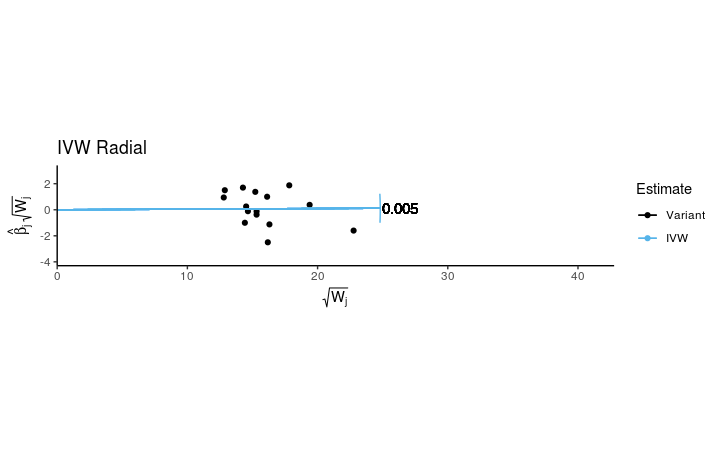 IVW Radial
β̂ⱼ√Wⱼ
2
0
-2
-4
0.005
0
10
20
30
40
√Wⱼ
Estimate
Variant
IVW